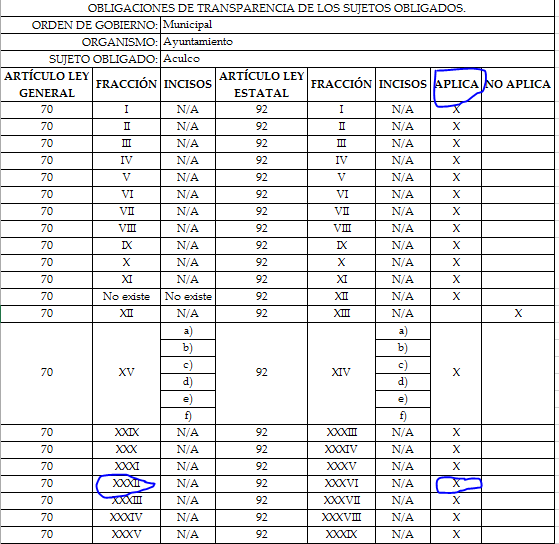 OBLIGACIONES DE TRANSPARENCIA DE LOS SUJETOS OBLIGADOS.
ORDEN DE GOBIERNO: Municipal
ORGANISMO: Ayuntamiento
SUJETO OBLIGADO: Aculco
ARTÍCULO LEY GENERAL FRACCIÓN INCISOS ARTÍCULO LEY ESTATAL FRACCIÓN INCISOS APLICA NO APLICA
70 I N/A 92 I N/A X
70 II N/A 92 II N/A X
70 III N/A 92 III N/A X
70 IV N/A 92 IV N/A X
70 V N/A 92 V N/A X
70 VI N/A 92 VI N/A X
70 VII N/A 92 VII N/A X
70 VIII N/A 92 VIII N/A X
70 IX N/A 92 IX N/A X
70 X N/A 92 X N/A X
70 XI N/A 92 XI N/A X
70 No existe No existe 92 XII N/A X
70 XII N/A 92 XIII N/A X
a) a)
b) b)
c) c)
70 XV 92 XIV X
d) d)
e) e)
f) f)
70 XXIX N/A 92 XXXIII N/A X
70 XXX N/A 92 XXXIV N/A X
70 XXXI N/A 92 XXXV N/A X
70 XXXII N/A 92 XXXVI N/A X
70 XXXIII N/A 92 XXXVII N/A X
70 XXXIV N/A 92 XXXVIII N/A X
70 XXXV N/A 92 XXXIX N/A X